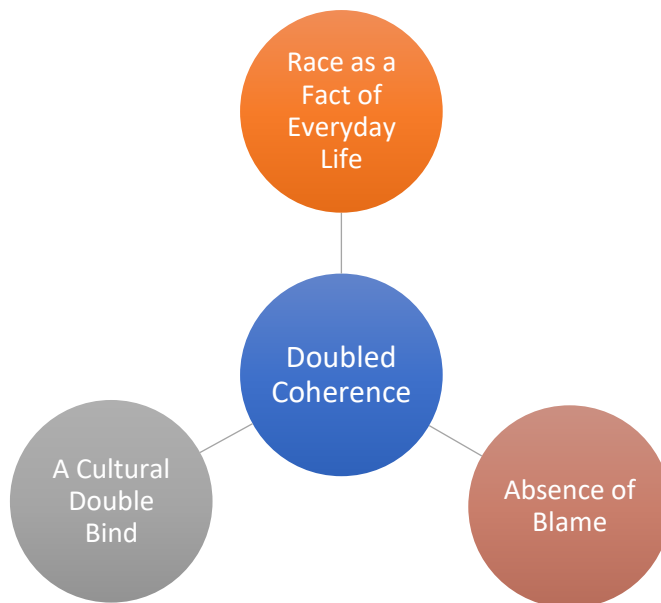 Race as a
Fact of
Everyday
Life
Doubled
Coherence
A Cultural
Double
Bind
Absence of
Blame